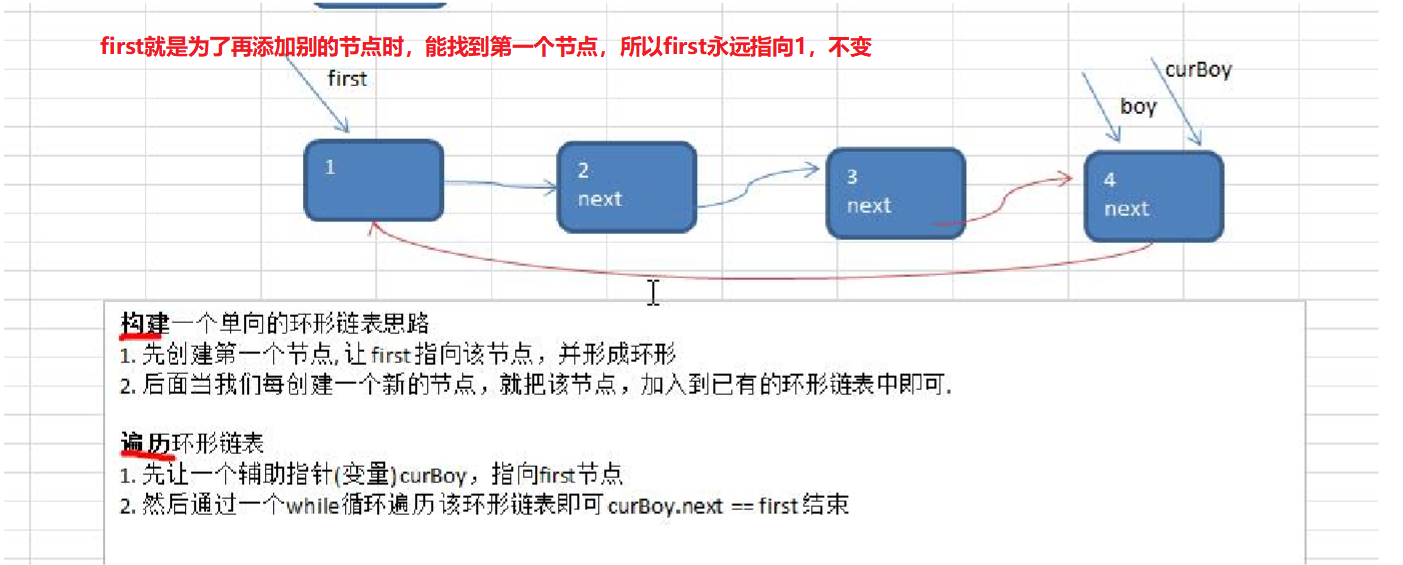 first就是为了再添加别的节点时，能找到第一个节点，所以first永远指向1，不变
first
curBoy
boy
1
2
next
3
next
4
next
构建一个单向的环形链表思路
1. 先创建第一个节点, 让 first 指向该节点，并形成环形
2. 后面当我们每创建一个新的节点，就把该节点，加入到已有的环形链表中即可.
遍历环形链表
1. 先让一个辅助指针(变量) curBoy，指向first节点
2. 然后通过一个while循环遍历该环形链表即可 curBoy.next == first 结束